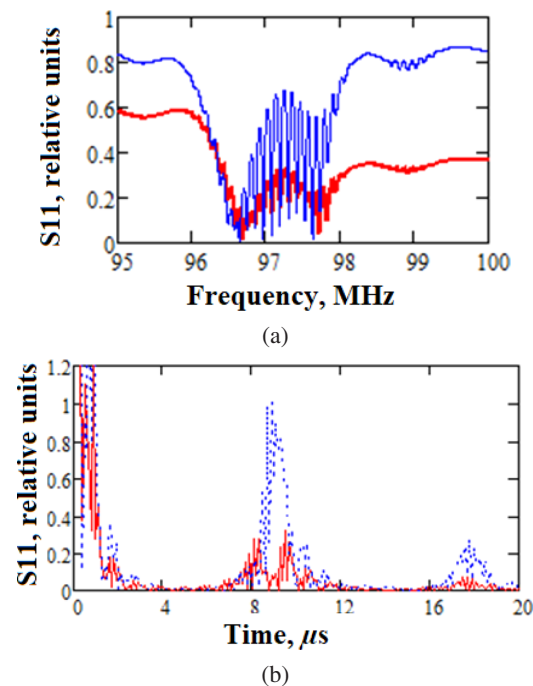 S11, relative units
1
0.8
0.6
0.4
0.2
0
95 96 97 98 99 100
Frequency, MHz
(a)
S11, relative units
1.2
1
0.8
0.6
0.4
0.2
0
0 4 8 12 16 20
Time, μs
(b)